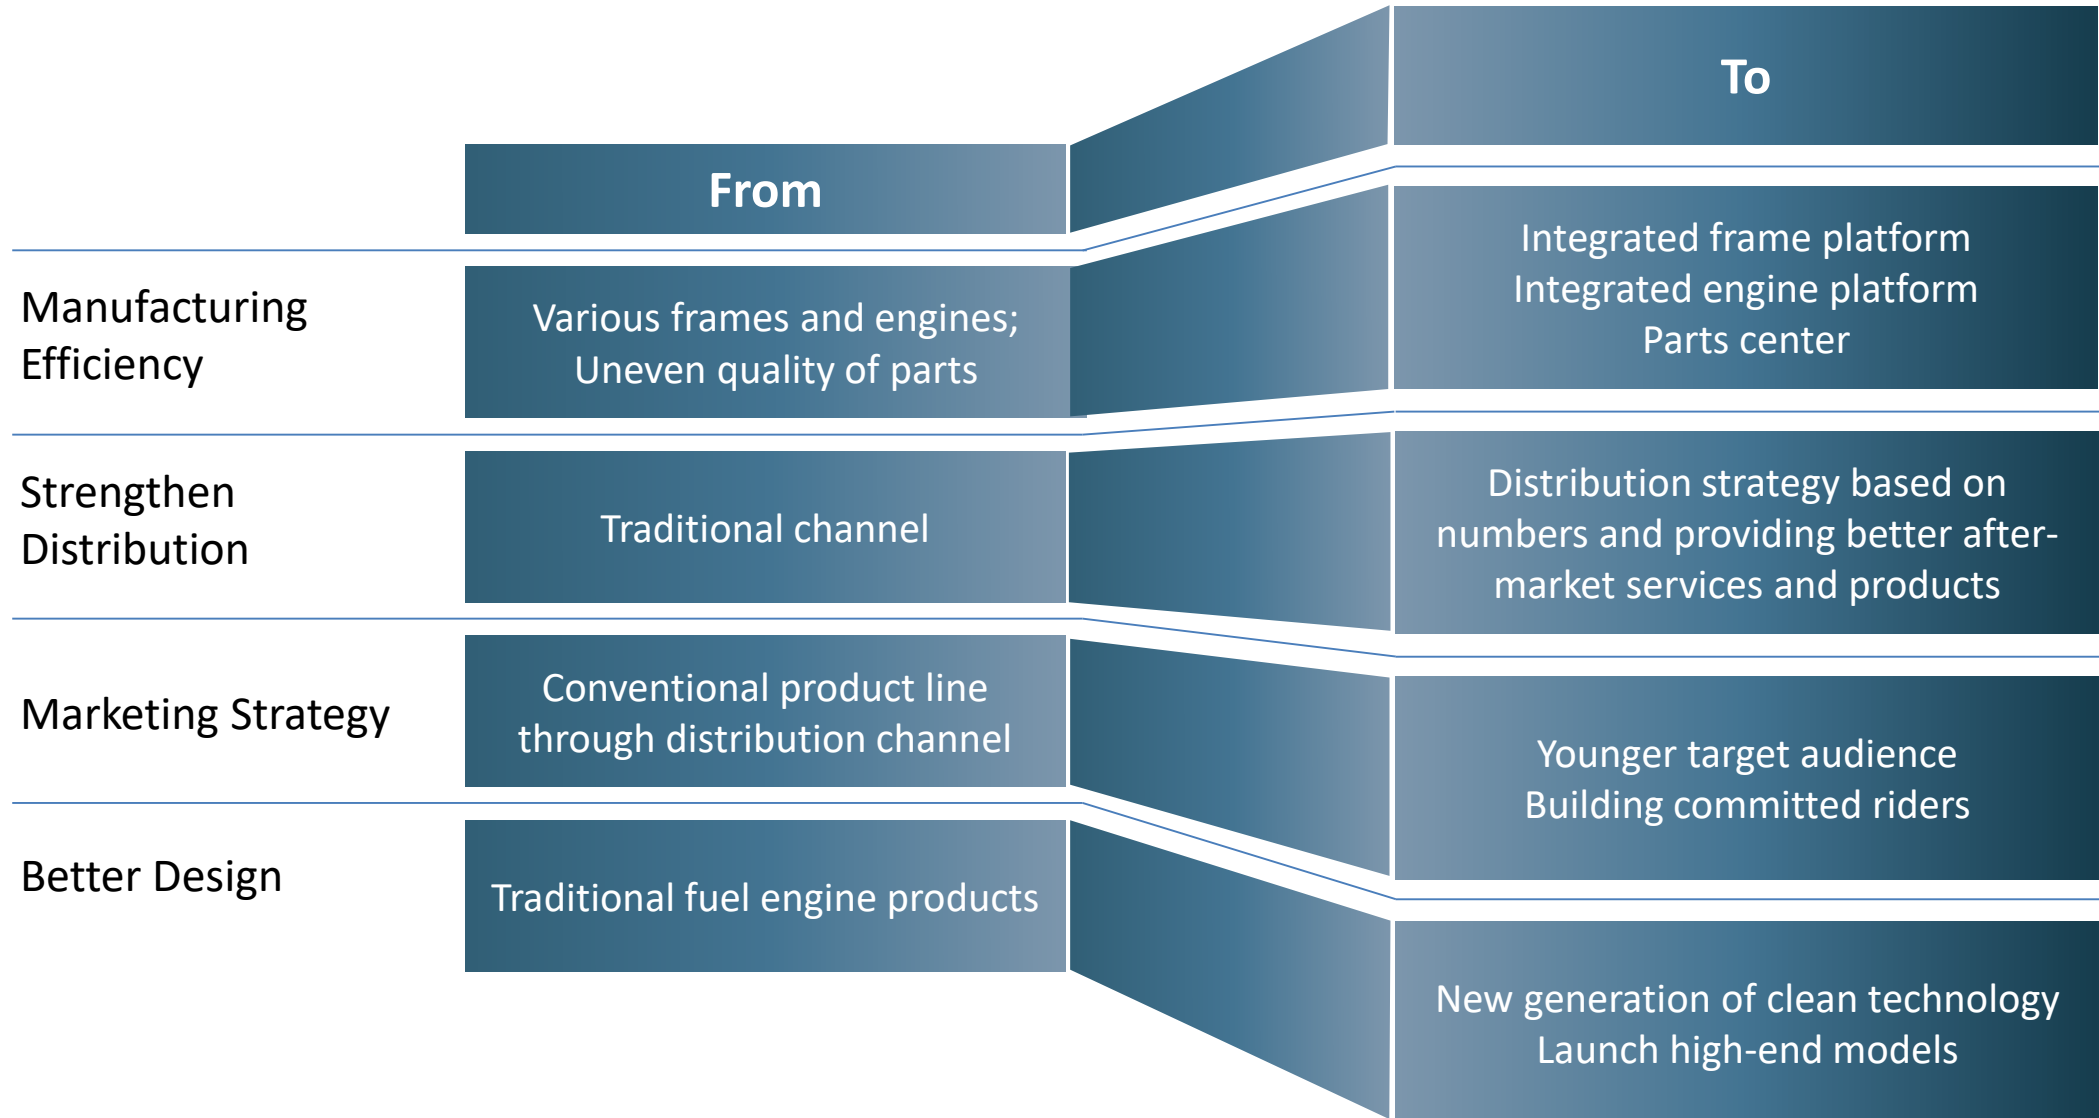 To
From
Manufacturing
Efficiency
Various frames and engines;
Uneven quality of parts
Integrated frame platform
Integrated engine platform
Parts center
Strengthen
Distribution
Traditional channel
Distribution strategy based on
numbers and providing better after-
market services and products
Marketing Strategy
Conventional product line
through distribution channel
Younger target audience
Building committed riders
Better Design
Traditional fuel engine products
New generation of clean technology
Launch high-end models